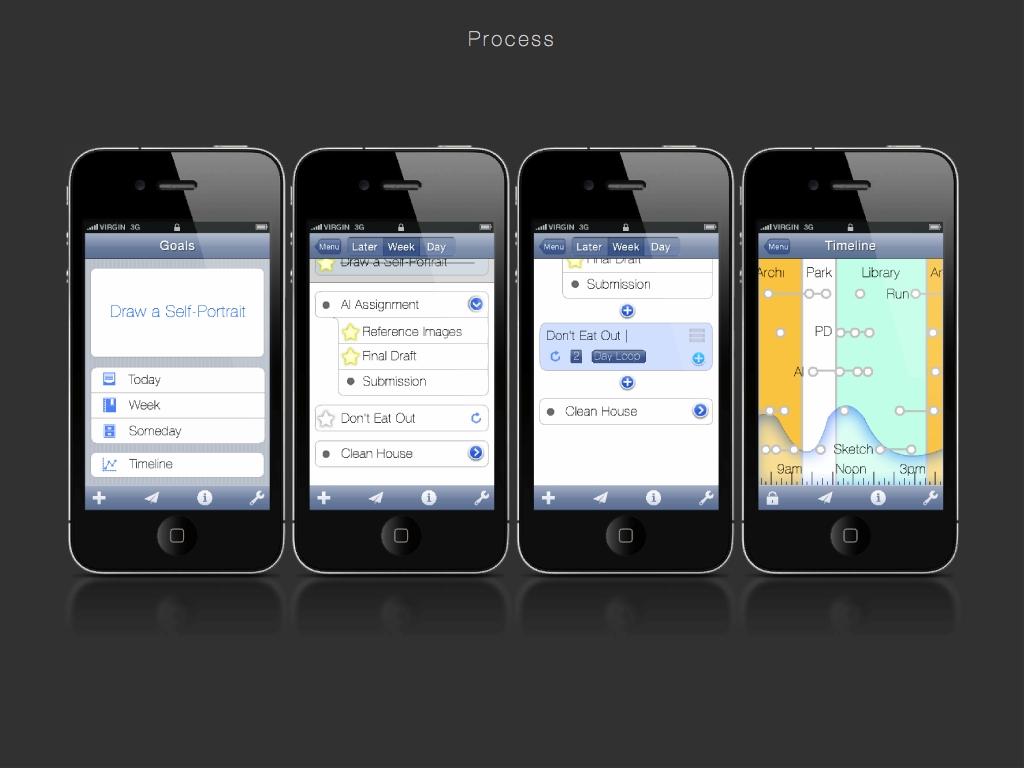 Process
VIRGIN 3G
Goals
Draw a Self-Portrait
Today
Week
Someday
Timeline
VIRGIN 3G
Menu Later Week Day
Draw a Self-Portrait
AI Assignment
Reference Images
Final Draft
Submission
Don't Eat Out
Clean House
VIRGIN 3G
Menu Later Week Day
Final Draft
Submission
Don't Eat Out |
2 Day Loop
Clean House
VIRGIN 3G
Menu Timeline
Archi Park Library Ar
Run
PD
AI
Sketch
9am Noon 3pm